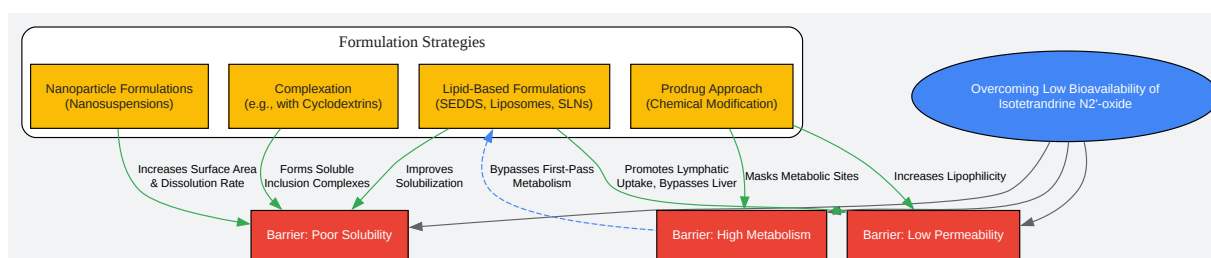 Formulation Strategies
Nanoparticle Formulations
(Nanosuspensions)
Complexation
(e.g., with Cyclodextrins)
Lipid-Based Formulations
(SEDDS, Liposomes, SLNs)
Prodrug Approach
(Chemical Modification)
Overcoming Low Bioavailability of
Isotetrandrine N2'-oxide
Increases Surface Area
& Dissolution Rate
Forms Soluble
Inclusion Complexes
Improves
Solubilization
Bypasses First-Pass
Metabolism
Promotes Lymphatic
Uptake, Bypasses Liver
Masks Metabolic Sites
Increases Lipophilicity
Barrier: Poor Solubility
Barrier: High Metabolism
Barrier: Low Permeability